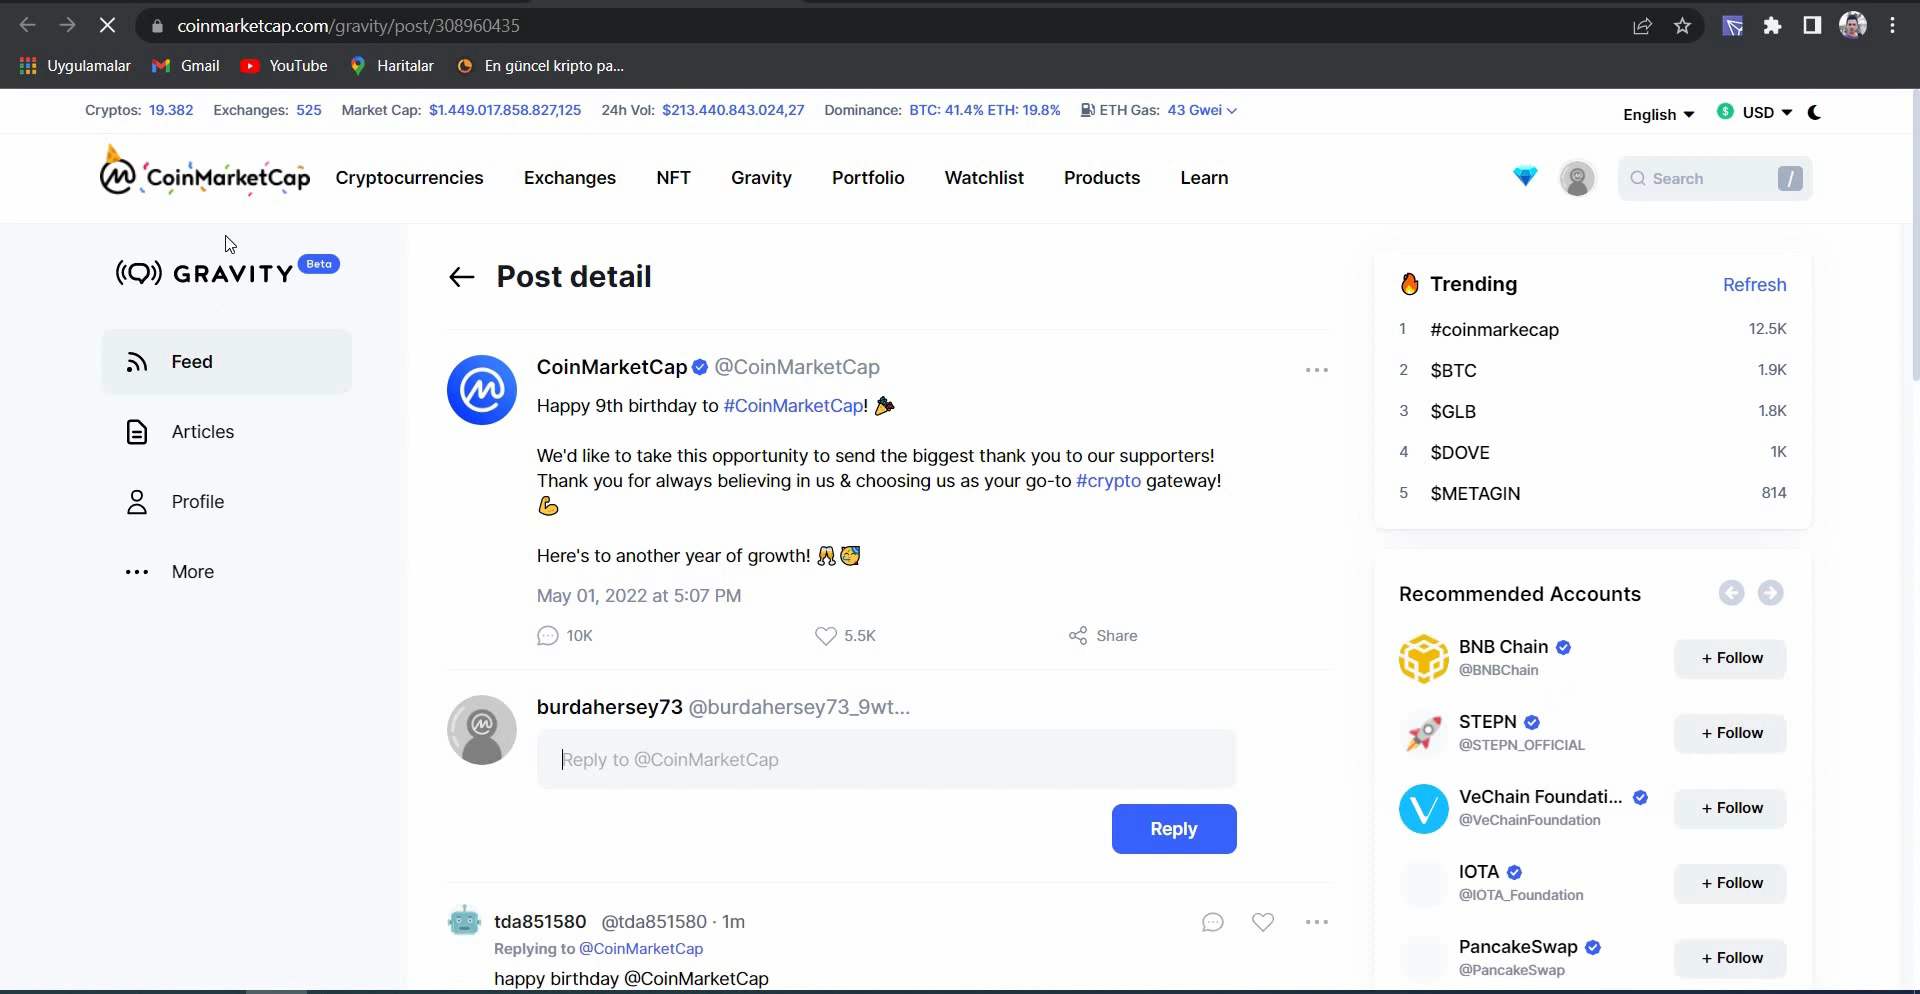 coinmarketcap.com/gravity/post/308960435
Uygulamalar Gmail YouTube Haritalar En güncel kripto pa...
Cryptos: 19.382 Exchanges: 525 Market Cap: $1.449.017.858.827,125 24h Vol: $213.440.843.024,27 Dominance: BTC: 41.4% ETH: 19.8% ETH Gas: 43 Gwei
English $ USD
CoinMarketCap Cryptocurrencies Exchanges NFT Gravity Portfolio Watchlist Products Learn Search /
GRAVITY Beta
Feed
Articles
Profile
More
Post detail
CoinMarketCap @CoinMarketCap
Happy 9th birthday to #CoinMarketCap! 🎉
We'd like to take this opportunity to send the biggest thank you to our supporters!
Thank you for always believing in us & choosing us as your go-to #crypto gateway!
💪
Here's to another year of growth! 🥂🥳
May 01, 2022 at 5:07 PM
10K 5.5K Share
burdahersey73 @burdahersey73_9wt...
Reply to @CoinMarketCap
Reply
tda851580 @tda851580 · 1m
Replying to @CoinMarketCap
happy birthday @CoinMarketCap
🔥 Trending Refresh
1 #coinmarkecap 12.5K
2 $BTC 1.9K
3 $GLB 1.8K
4 $DOVE 1K
5 $METAGIN 814
Recommended Accounts
BNB Chain
@BNBChain
+ Follow
STEPN
@STEPN_OFFICIAL
+ Follow
VeChain Foundati...
@VeChainFoundation
+ Follow
IOTA
@IOTA_Foundation
+ Follow
PancakeSwap
@PancakeSwap
+ Follow